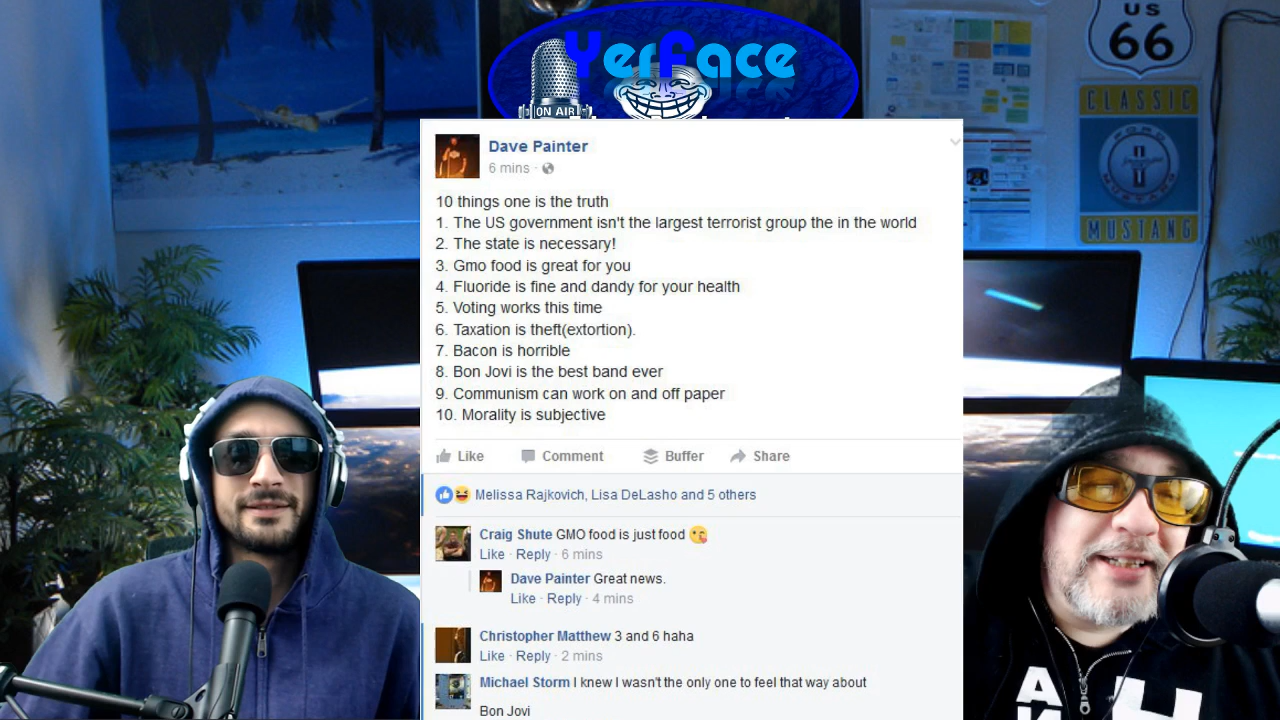 US
66
YerFace
ON AIR
CLASSIC
FORD
MUSTANG
Dave Painter
6 mins ·
10 things one is the truth
1. The US government isn't the largest terrorist group the in the world
2. The state is necessary!
3. Gmo food is great for you
4. Fluoride is fine and dandy for your health
5. Voting works this time
6. Taxation is theft(extortion).
7. Bacon is horrible
8. Bon Jovi is the best band ever
9. Communism can work on and off paper
10. Morality is subjective
Like Comment Buffer Share
Melissa Rajkovich, Lisa DeLasho and 5 others
Craig Shute GMO food is just food 😘
Like · Reply · 6 mins
Dave Painter Great news.
Like · Reply · 4 mins
Christopher Matthew 3 and 6 haha
Like · Reply · 2 mins
Michael Storm I knew I wasn't the only one to feel that way about
Bon Jovi